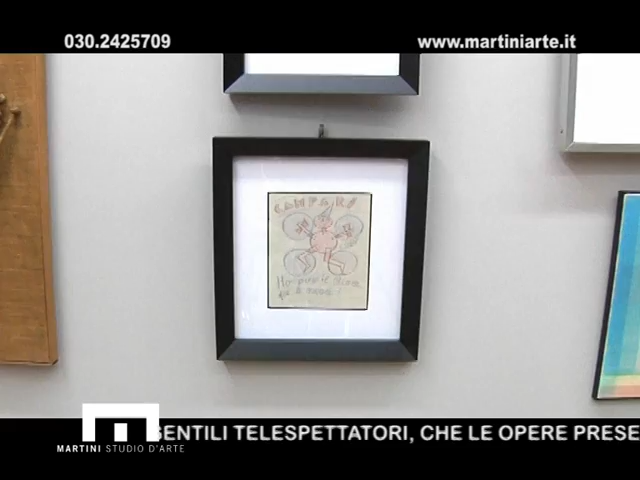 030.2425709
www.martiniarte.it
CAMPARI
MARTINI STUDIO D'ARTE
GENTILI TELESPETTATORI, CHE LE OPERE PRESE